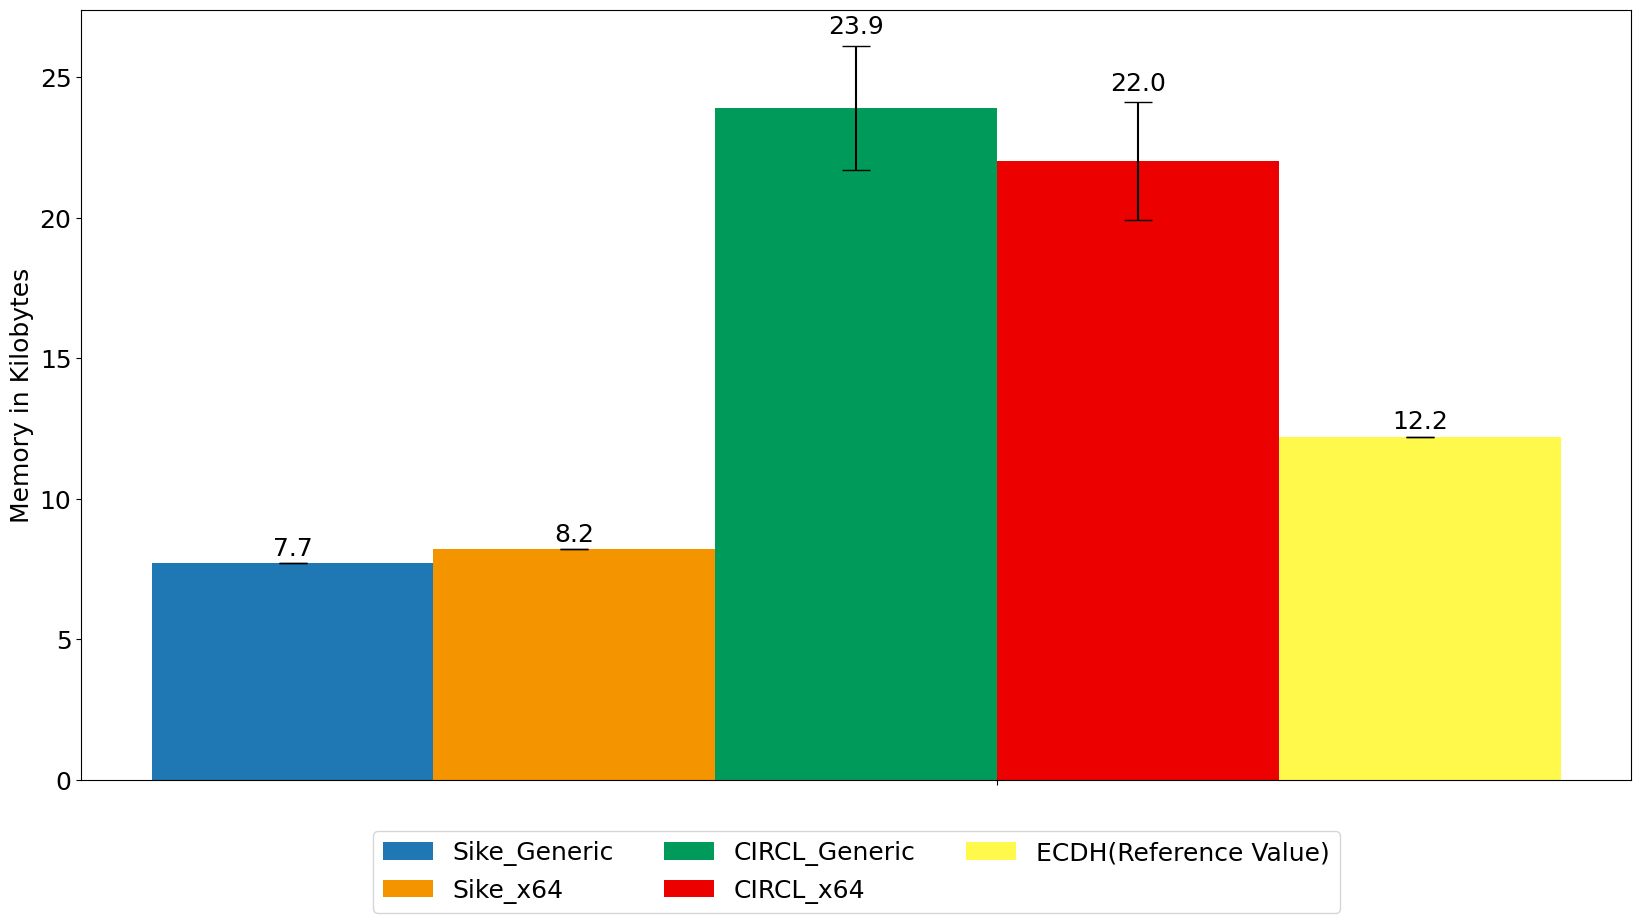 Memory in Kilobytes
25
20
15
10
5
0
7.7
8.2
23.9
22.0
12.2
Sike_Generic
Sike_x64
CIRCL_Generic
CIRCL_x64
ECDH(Reference Value)